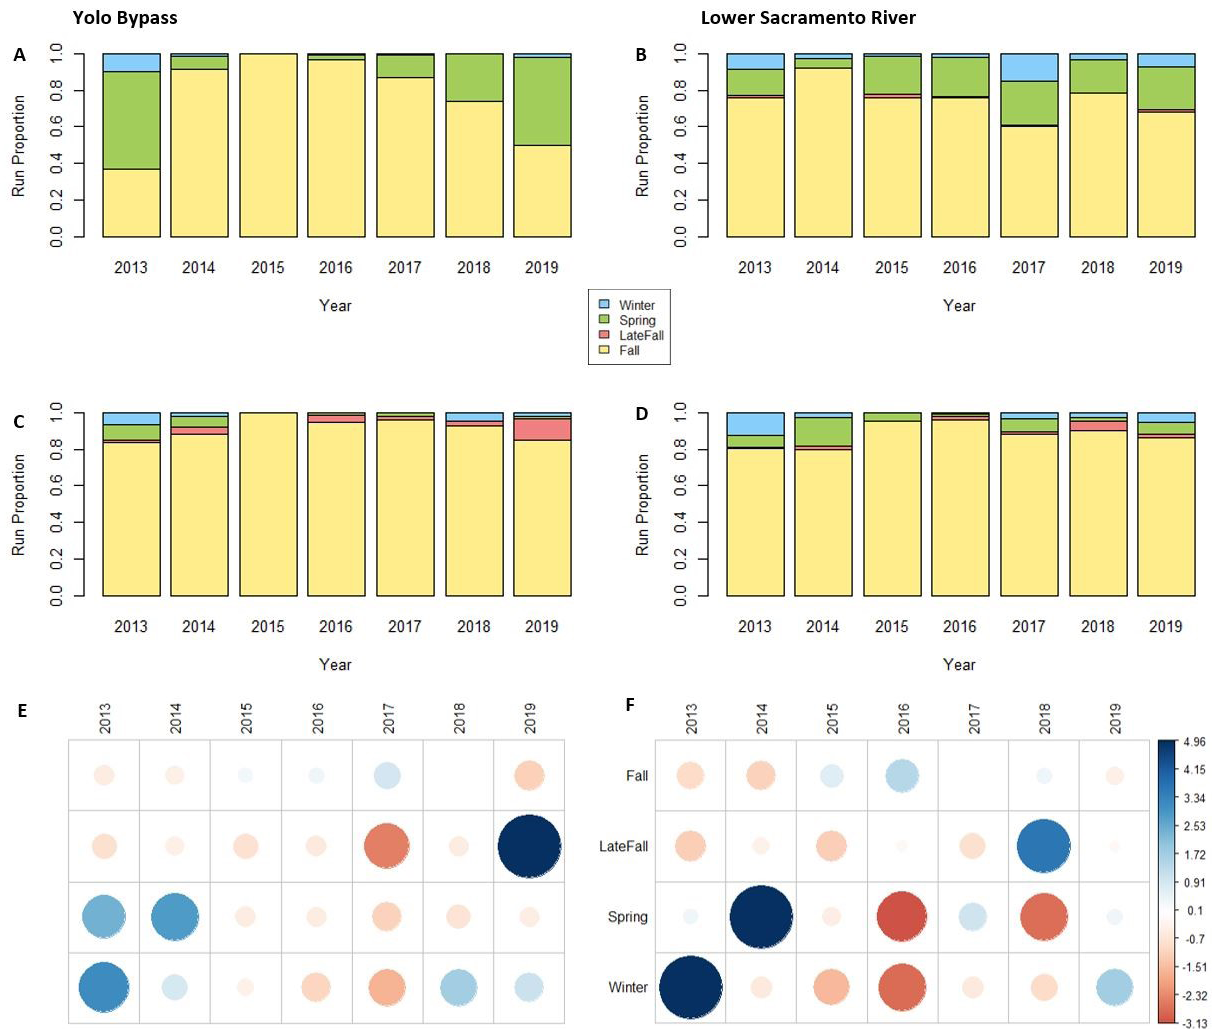 Yolo Bypass
Lower Sacramento River
A
Run Proportion
0.0 0.2 0.4 0.6 0.8 1.0
2013 2014 2015 2016 2017 2018 2019
Year
B
Run Proportion
0.0 0.2 0.4 0.6 0.8 1.0
2013 2014 2015 2016 2017 2018 2019
Year
Winter
Spring
LateFall
Fall
C
Run Proportion
0.0 0.2 0.4 0.6 0.8 1.0
2013 2014 2015 2016 2017 2018 2019
Year
D
Run Proportion
0.0 0.2 0.4 0.6 0.8 1.0
2013 2014 2015 2016 2017 2018 2019
Year
E
2013 2014 2015 2016 2017 2018 2019
F
2013 2014 2015 2016 2017 2018 2019
Fall
LateFall
Spring
Winter
4.96
4.15
3.34
2.53
1.72
0.91
0.1
-0.7
-1.51
-2.32
-3.13